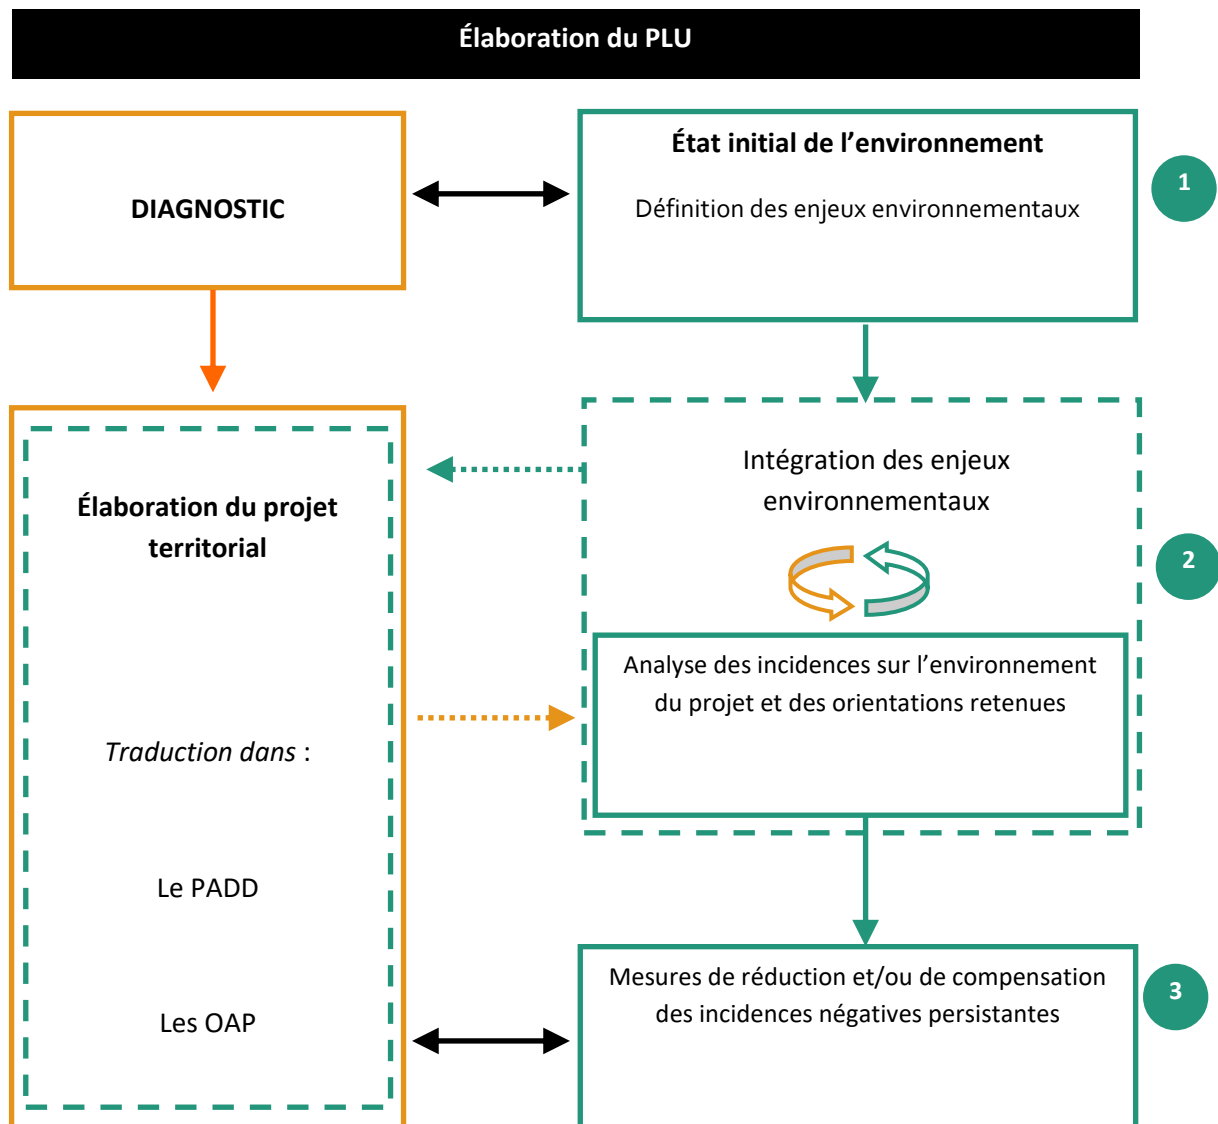 Élaboration du PLU
DIAGNOSTIC
État initial de l’environnement
Définition des enjeux environnementaux
1
Élaboration du projet
territorial
Traduction dans :
Le PADD
Les OAP
Intégration des enjeux
environnementaux
2
Analyse des incidences sur l’environnement
du projet et des orientations retenues
Mesures de réduction et/ou de compensation
des incidences négatives persistantes
3